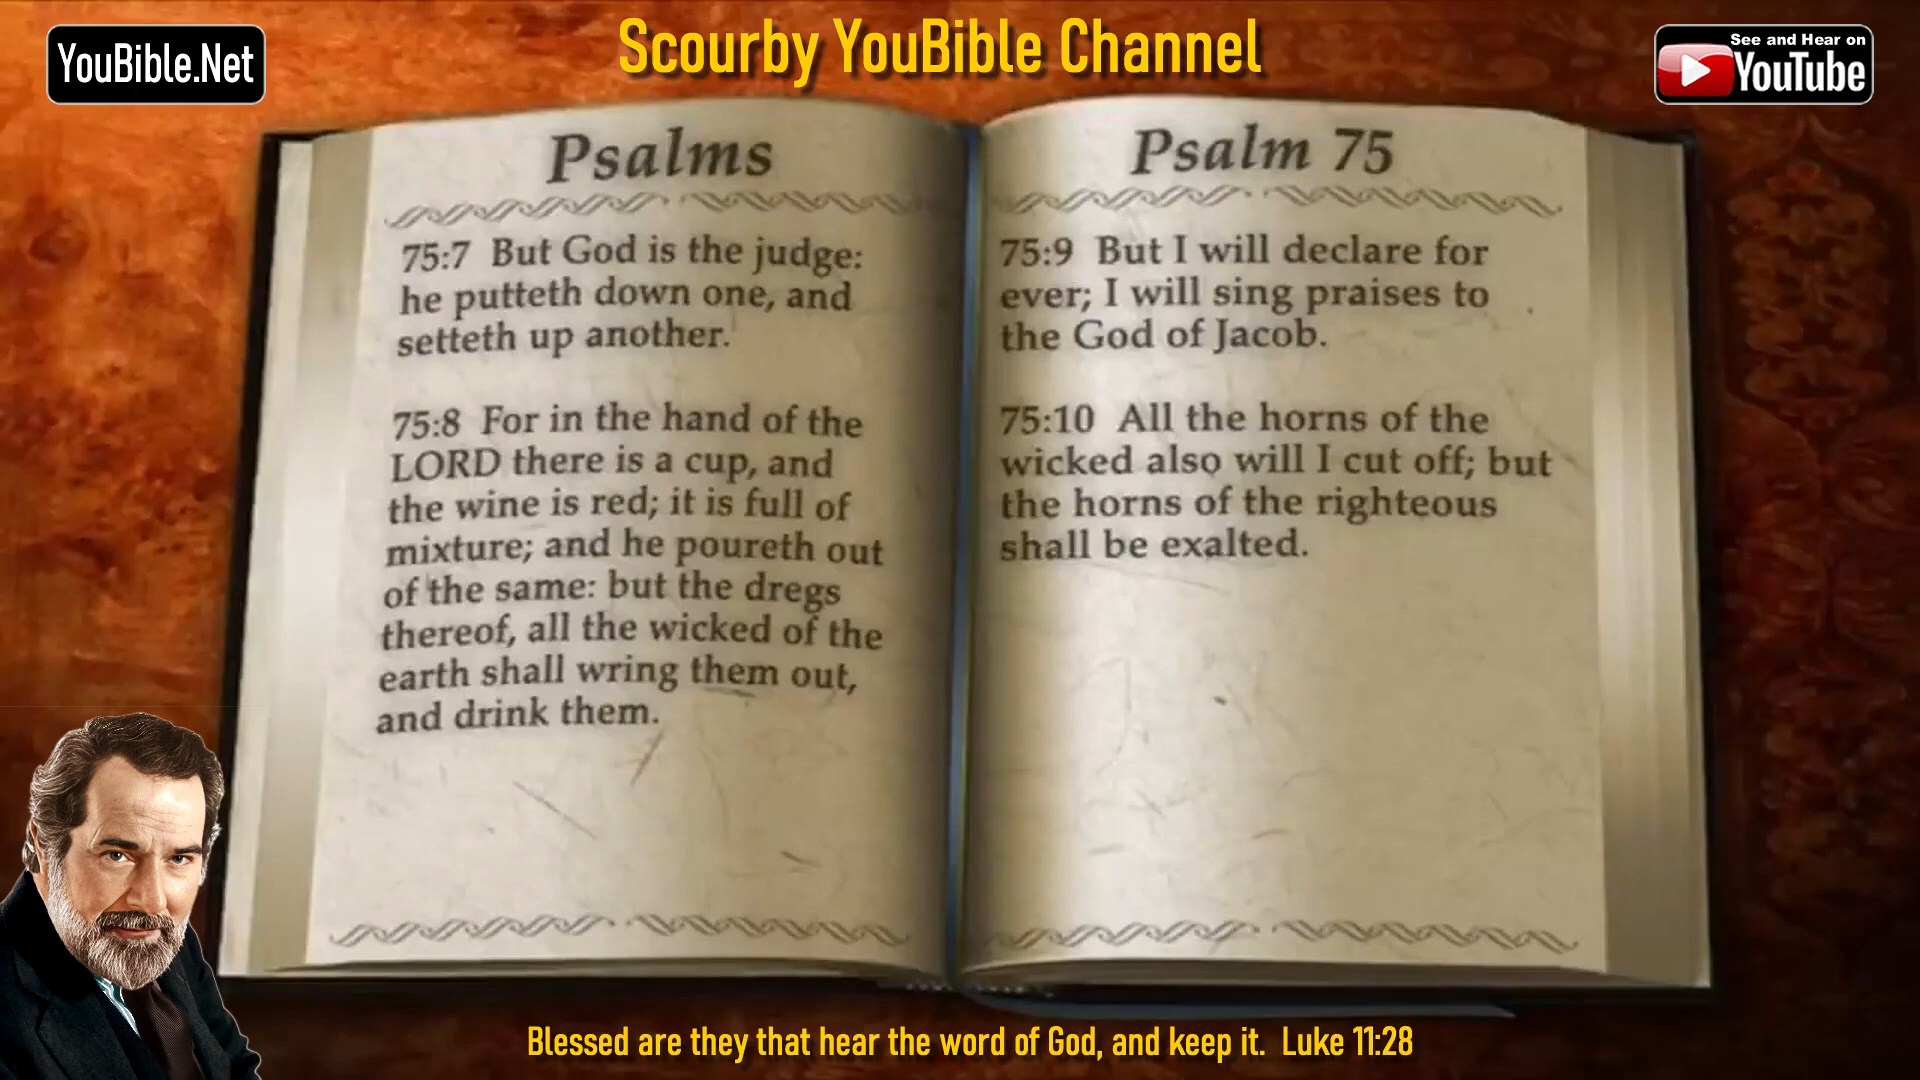 YouBible.Net
Scourby YouBible Channel
See and Hear on
YouTube
Psalms
75:7 But God is the judge:
he putteth down one, and
setteth up another.
75:8 For in the hand of the
LORD there is a cup, and
the wine is red; it is full of
mixture; and he poureth out
of the same: but the dregs
thereof, all the wicked of the
earth shall wring them out,
and drink them.
Psalm 75
75:9 But I will declare for
ever; I will sing praises to
the God of Jacob.
75:10 All the horns of the
wicked also will I cut off; but
the horns of the righteous
shall be exalted.
Blessed are they that hear the word of God, and keep it. Luke 11:28